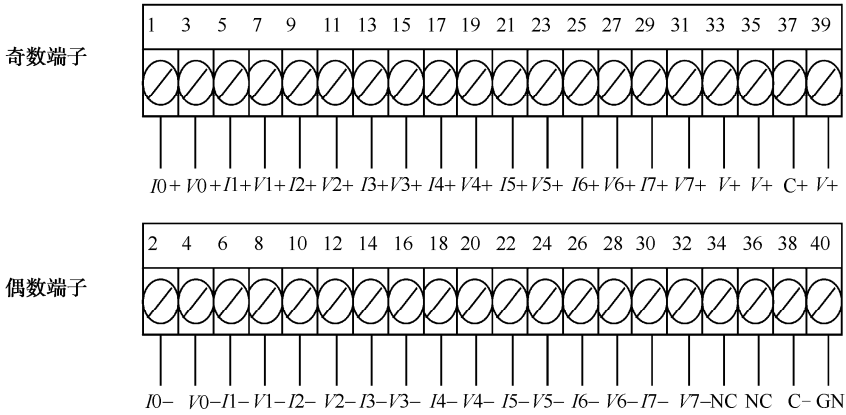 1 3 5 7 9 11 13 15 17 19 21 23 25 27 29 31 33 35 37 39
奇数端子
I0+ V0+ I1+ V1+ I2+ V2+ I3+ V3+ I4+ V4+ I5+ V5+ I6+ V6+ I7+ V7+ V+ V+ C+ V+
2 4 6 8 10 12 14 16 18 20 22 24 26 28 30 32 34 36 38 40
偶数端子
I0− V0− I1− V1− I2− V2− I3− V3− I4− V4− I5− V5− I6− V6− I7− V7− NC NC C− GN